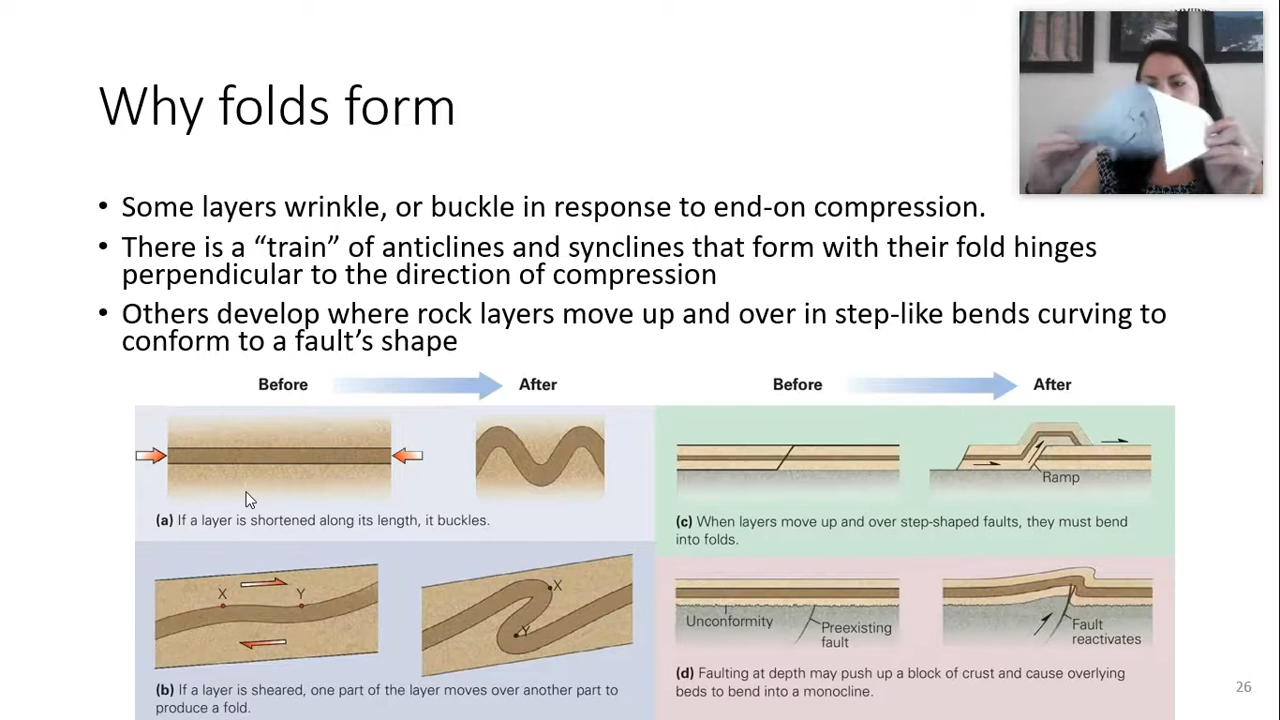 Why folds form
• Some layers wrinkle, or buckle in response to end-on compression.
• There is a “train” of anticlines and synclines that form with their fold hinges
perpendicular to the direction of compression
• Others develop where rock layers move up and over in step-like bends curving to
conform to a fault’s shape
Before
After
(a) If a layer is shortened along its length, it buckles.
X
Y
X
Y
(b) If a layer is sheared, one part of the layer moves over another part to
produce a fold.
Before
After
Ramp
(c) When layers move up and over step-shaped faults, they must bend
into folds.
Unconformity
Preexisting
fault
Fault
reactivates
(d) Faulting at depth may push up a block of crust and cause overlying
beds to bend into a monocline.
26